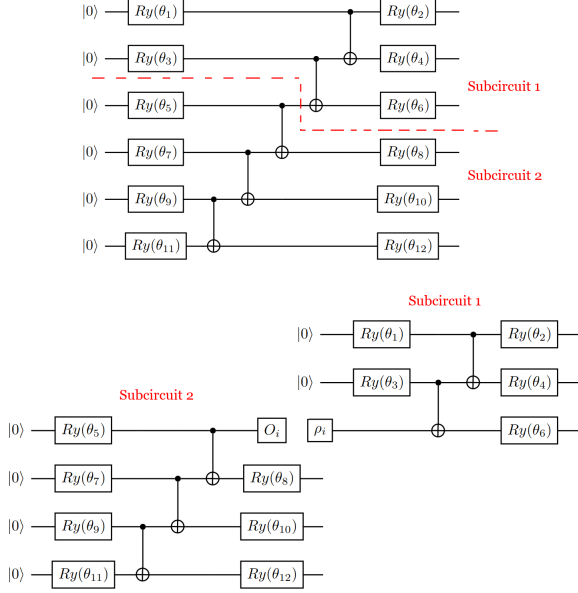 |0⟩ Ry(θ₁) Ry(θ₂)
|0⟩ Ry(θ₃) Ry(θ₄)
|0⟩ Ry(θ₅) Ry(θ₆) Subcircuit 1
|0⟩ Ry(θ₇) Ry(θ₈)
Subcircuit 2
|0⟩ Ry(θ₉) Ry(θ₁₀)
|0⟩ Ry(θ₁₁) Ry(θ₁₂)
Subcircuit 1
|0⟩ Ry(θ₁) Ry(θ₂)
|0⟩ Ry(θ₃) Ry(θ₄)
ρᵢ Ry(θ₆)
Subcircuit 2
|0⟩ Ry(θ₅) Oᵢ
|0⟩ Ry(θ₇) Ry(θ₈)
|0⟩ Ry(θ₉) Ry(θ₁₀)
|0⟩ Ry(θ₁₁) Ry(θ₁₂)